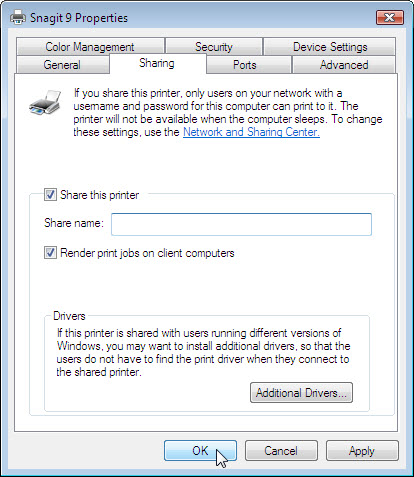 Snagit 9 Properties
Color Management
Security
Device Settings
General
Sharing
Ports
Advanced
If you share this printer, only users on your network with a
username and password for this computer can print to it. The
printer will not be available when the computer sleeps. To change
these settings, use the Network and Sharing Center.
Share this printer
Share name:
Render print jobs on client computers
Drivers
If this printer is shared with users running different versions of
Windows, you may want to install additional drivers, so that the
users do not have to find the print driver when they connect to
the shared printer.
Additional Drivers...
OK
Cancel
Apply